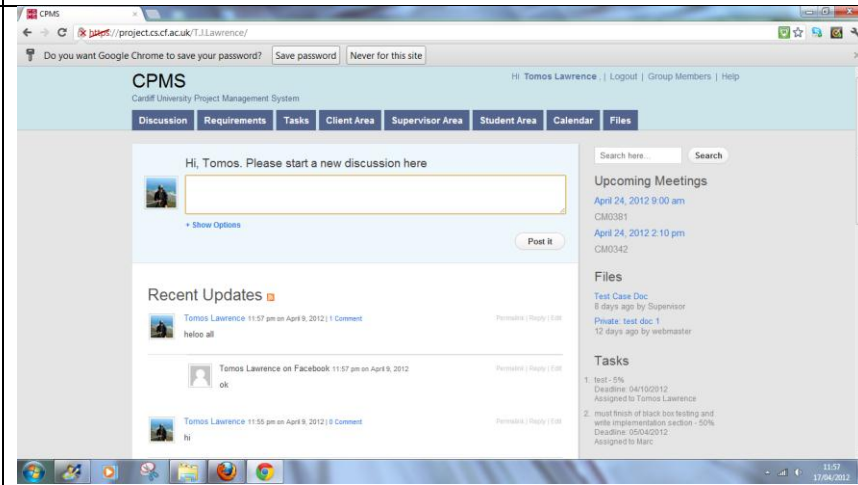 CPMS
https://project.cs.cf.ac.uk/T.J.Lawrence/
Do you want Google Chrome to save your password? Save password Never for this site
CPMS
Cardiff University Project Management System
Hi Tomos Lawrence , | Logout | Group Members | Help
Discussion Requirements Tasks Client Area Supervisor Area Student Area Calendar Files
Hi, Tomos. Please start a new discussion here
+ Show Options
Post it
Recent Updates
Tomos Lawrence 11:57 pm on April 9, 2012 | 1 Comment
Permalink | Reply | Edit
heloo all
Tomos Lawrence on Facebook 11:57 pm on April 9, 2012
Permalink | Reply | Edit
ok
Tomos Lawrence 11:55 pm on April 9, 2012 | 0 Comment
Permalink | Reply | Edit
hi
Search here... Search
Upcoming Meetings
April 24, 2012 9:00 am
CM0381
April 24, 2012 2:10 pm
CM0342
Files
Test Case Doc
8 days ago by Supervisor
Private: test doc 1
12 days ago by webmaster
Tasks
1. test - 5%
Deadline: 04/10/2012
Assigned to Tomos Lawrence
2. must finish of black box testing and
write implementation section - 50%
Deadline: 05/04/2012
Assigned to Marc
11:57
17/04/2012